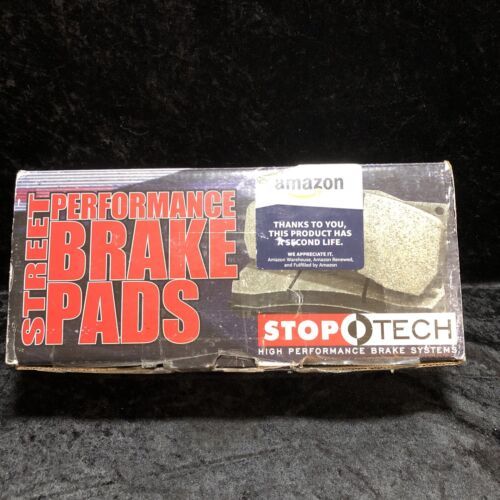 STREET
PERFORMANCE
BRAKE
PADS
amazon
THANKS TO YOU,
THIS PRODUCT HAS
A SECOND LIFE.
WE APPRECIATE IT.
Amazon Warehouse, Amazon Renewed,
and Fulfilled by Amazon
STOPTECH
HIGH PERFORMANCE BRAKE SYSTEMS